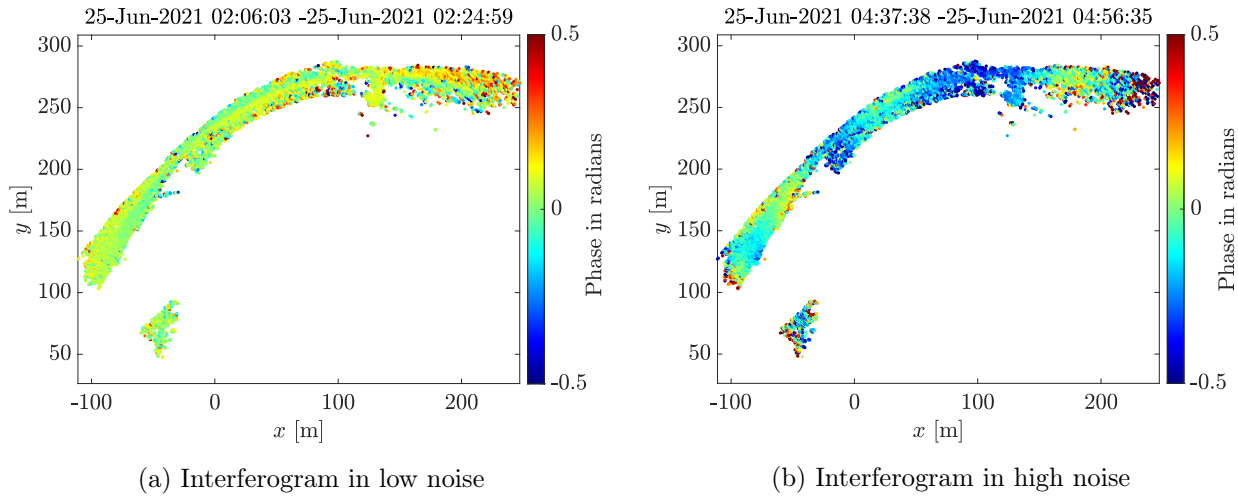 25-Jun-2021 02:06:03 -25-Jun-2021 02:24:59
300
250
200
150
100
50
y [m]
-100 0 100 200
x [m]
0.5
0
-0.5
Phase in radians
(a) Interferogram in low noise
25-Jun-2021 04:37:38 -25-Jun-2021 04:56:35
300
250
200
150
100
50
y [m]
-100 0 100 200
x [m]
0.5
0
-0.5
Phase in radians
(b) Interferogram in high noise